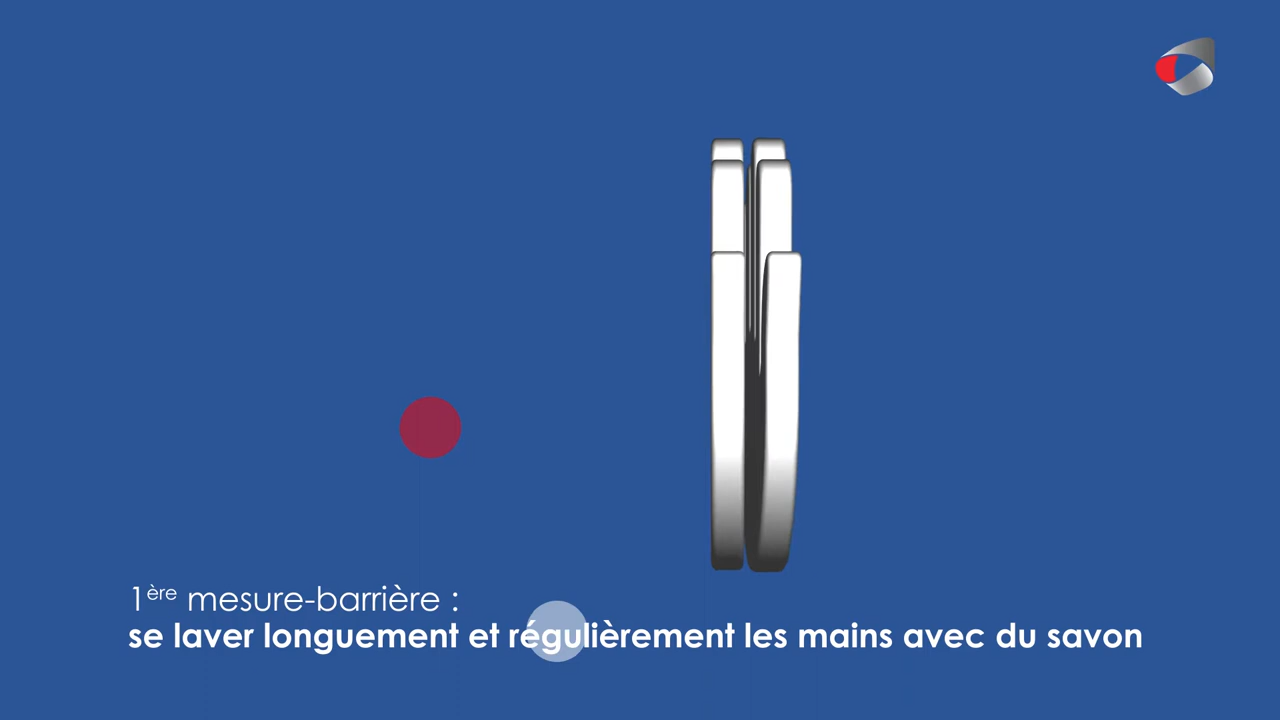 1ère mesure-barrière :
se laver longuement et régulièrement les mains avec du savon